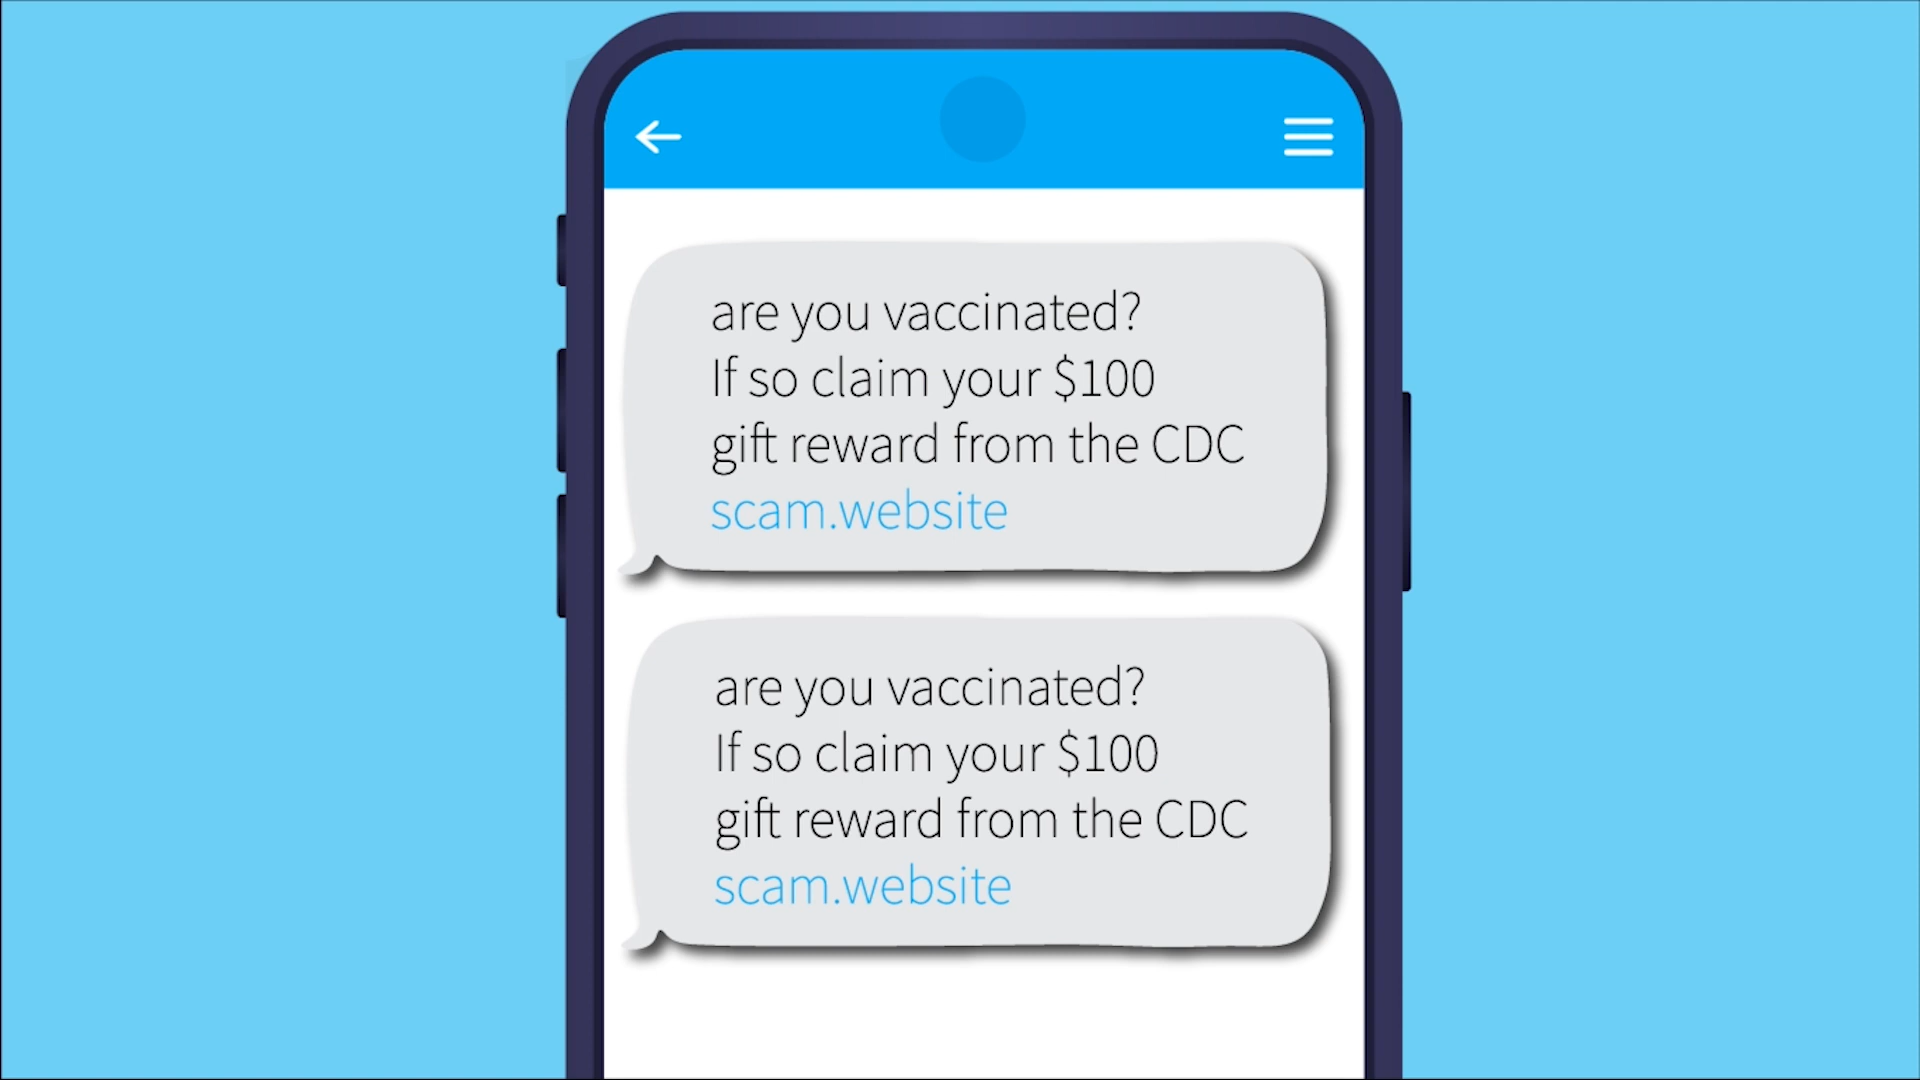 are you vaccinated?
If so claim your $100
gift reward from the CDC
scam.website
are you vaccinated?
If so claim your $100
gift reward from the CDC
scam.website